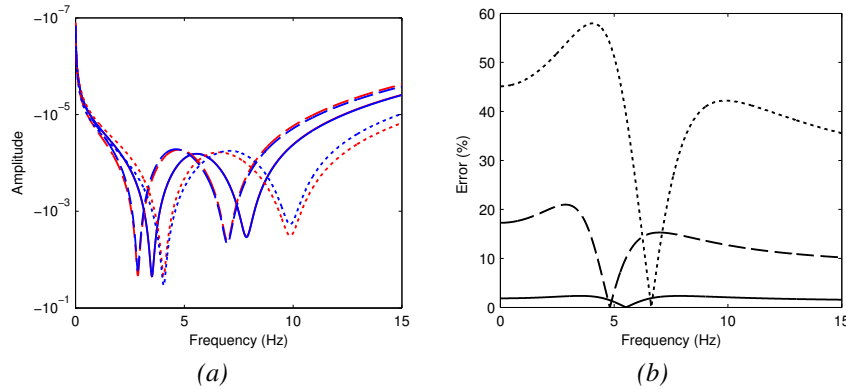 −10⁻⁷
−10⁻⁵
−10⁻³
−10⁻¹
Amplitude
0 5 10 15
Frequency (Hz)
(a)
60
50
40
30
20
10
0
Error (%)
0 5 10 15
Frequency (Hz)
(b)